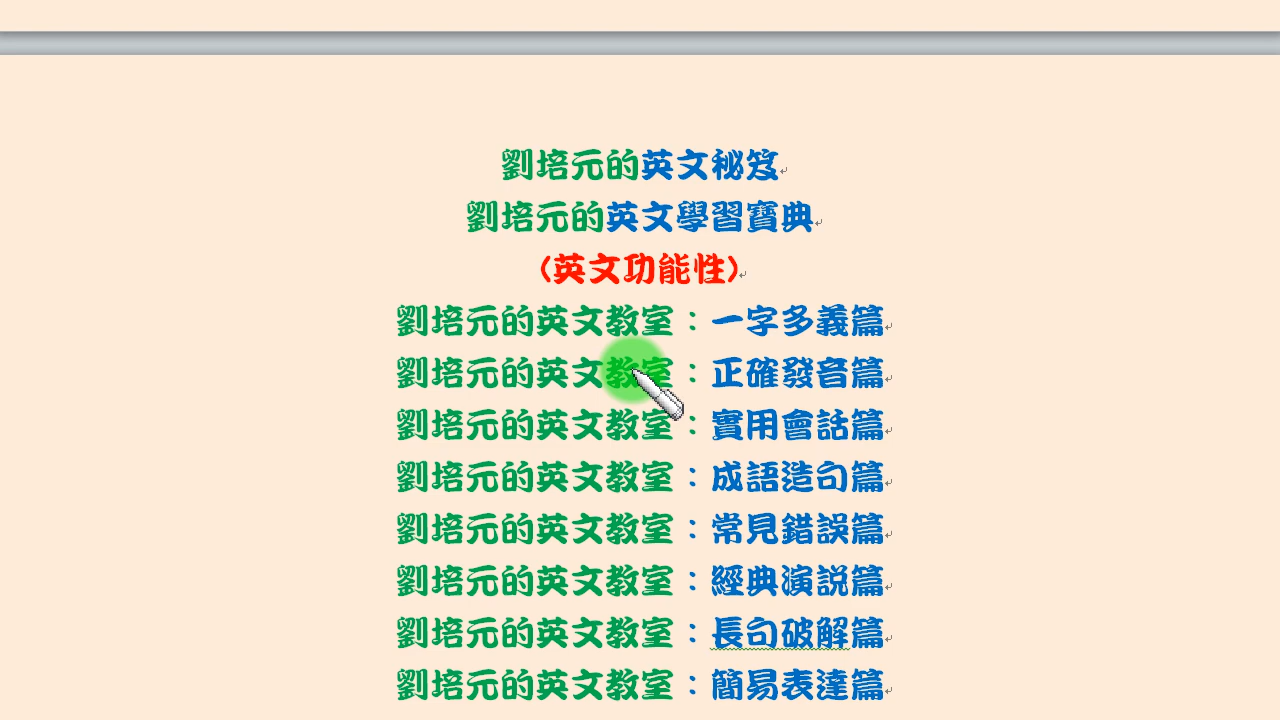 劉培元的英文秘笈
劉培元的英文學習寶典
(英文功能性)
劉培元的英文教室：一字多義篇
劉培元的英文教室：正確發音篇
劉培元的英文教室：實用會話篇
劉培元的英文教室：成語造句篇
劉培元的英文教室：常見錯誤篇
劉培元的英文教室：經典演說篇
劉培元的英文教室：長句破解篇
劉培元的英文教室：簡易表達篇